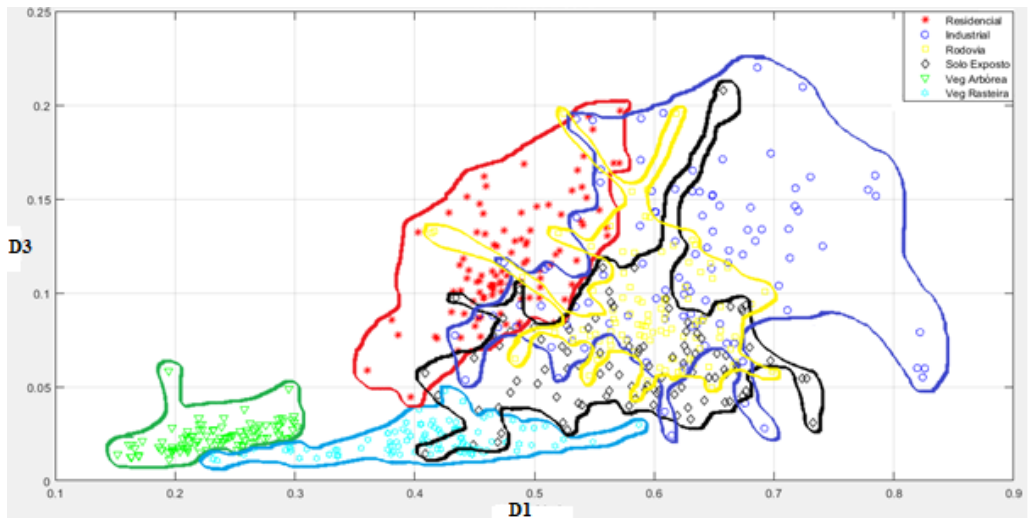 0.25
Residencial
Industrial
Rodovia
Solo Exposto
Veg Arbórea
Veg Rasteira
0.2
0.15
D3
0.1
0.05
0
0.1 0.2 0.3 0.4 0.5 0.6 0.7 0.8 0.9
D1